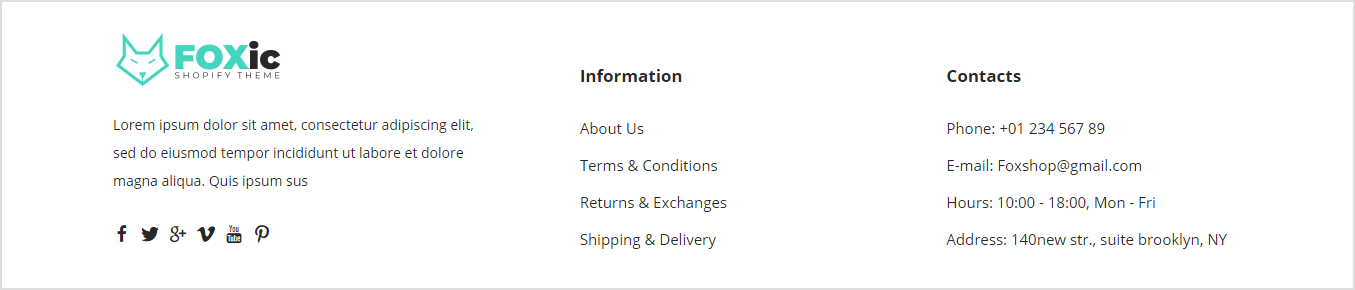 FOXic
SHOPIFY THEME
Lorem ipsum dolor sit amet, consectetur adipiscing elit,
sed do eiusmod tempor incididunt ut labore et dolore
magna aliqua. Quis ipsum sus
You
Tube
Information
About Us
Terms & Conditions
Returns & Exchanges
Shipping & Delivery
Contacts
Phone: +01 234 567 89
E-mail: Foxshop@gmail.com
Hours: 10:00 - 18:00, Mon - Fri
Address: 140new str., suite brooklyn, NY